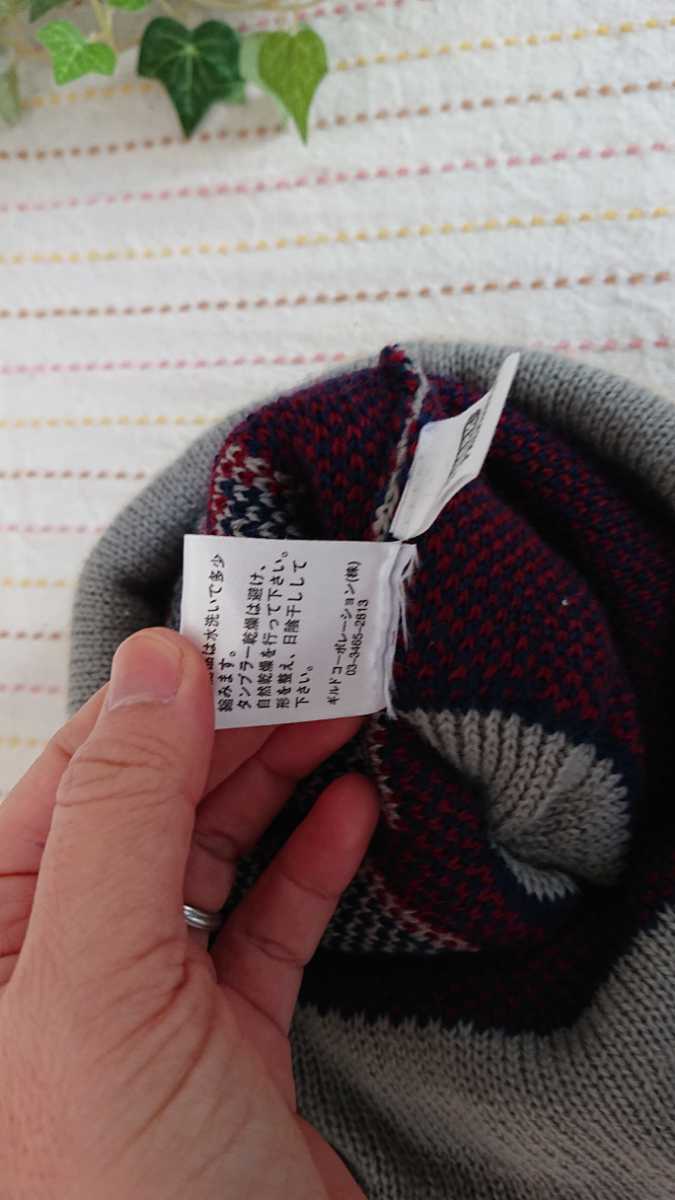 は水洗いで多少
縮みます。
タンブラー乾燥は避け、
自然乾燥を行って下さい。
形を整え、日陰干しして
下さい。
ギルドコーポレーション(株)
03-3465-2813